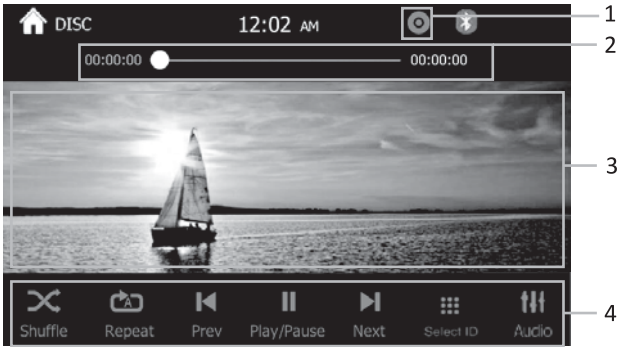 DISC 12:02 AM 1
00:00:00 00:00:00 2
3
A
Shuffle Repeat Prev Play/Pause Next Select ID Audio 4